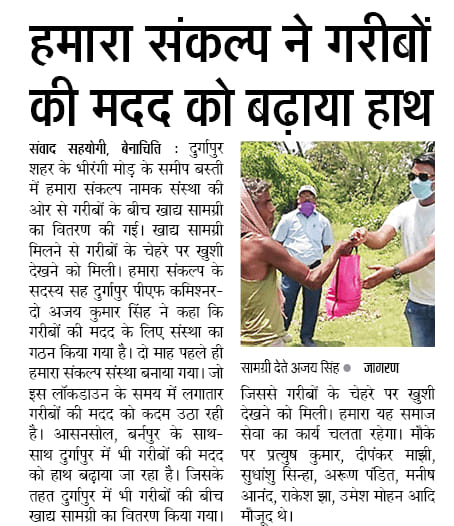 हमारा संकल्प ने गरीबों
की मदद को बढ़ाया हाथ
संवाद सहयोगी, बेनाचिति : दुर्गापुर
शहर के भीरंगी मोड़ के समीप बस्ती
में हमारा संकल्प नामक संस्था की
ओर से गरीबों के बीच खाद्य सामग्री
का वितरण की गई। खाद्य सामग्री
मिलने से गरीबों के चेहरे पर खुशी
देखने को मिली। हमारा संकल्प के
सदस्य सह दुर्गापुर पीएफ कमिश्नर-
दो अजय कुमार सिंह ने कहा कि
गरीबों की मदद के लिए संस्था का
गठन किया गया है। दो माह पहले ही
हमारा संकल्प संस्था बनाया गया। जो
इस लॉकडाउन के समय में लगातार
गरीबों की मदद को कदम उठा रही
है। आसनसोल, बर्नपुर के साथ-
साथ दुर्गापुर में भी गरीबों की मदद
को हाथ बढ़ाया जा रहा है। जिसके
तहत दुर्गापुर में भी गरीबों की बीच
खाद्य सामग्री का वितरण किया गया।
सामग्री देते अजय सिंह ● जागरण
जिससे गरीबों के चेहरे पर खुशी
देखने को मिली। हमारा यह समाज
सेवा का कार्य चलता रहेगा। मौके
पर प्रत्युष कुमार, दीपंकर माझी,
सुधांशु सिन्हा, अरूण पंडित, मनीष
आनंद, राकेश झा, उमेश मोहन आदि
मौजूद थे।